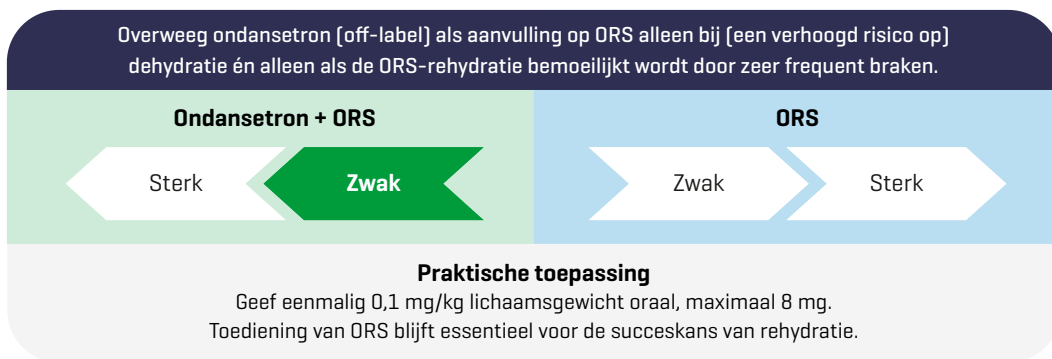 Overweeg ondansetron (off-label) als aanvulling op ORS alleen bij (een verhoogd risico op)
dehydratie én alleen als de ORS-rehydratie bemoeilijkt wordt door zeer frequent braken.
Ondansetron + ORS
ORS
Sterk
Zwak
Zwak
Sterk
Praktische toepassing
Geef eenmalig 0,1 mg/kg lichaamsgewicht oraal, maximaal 8 mg.
Toediening van ORS blijft essentieel voor de succeskans van rehydratie.